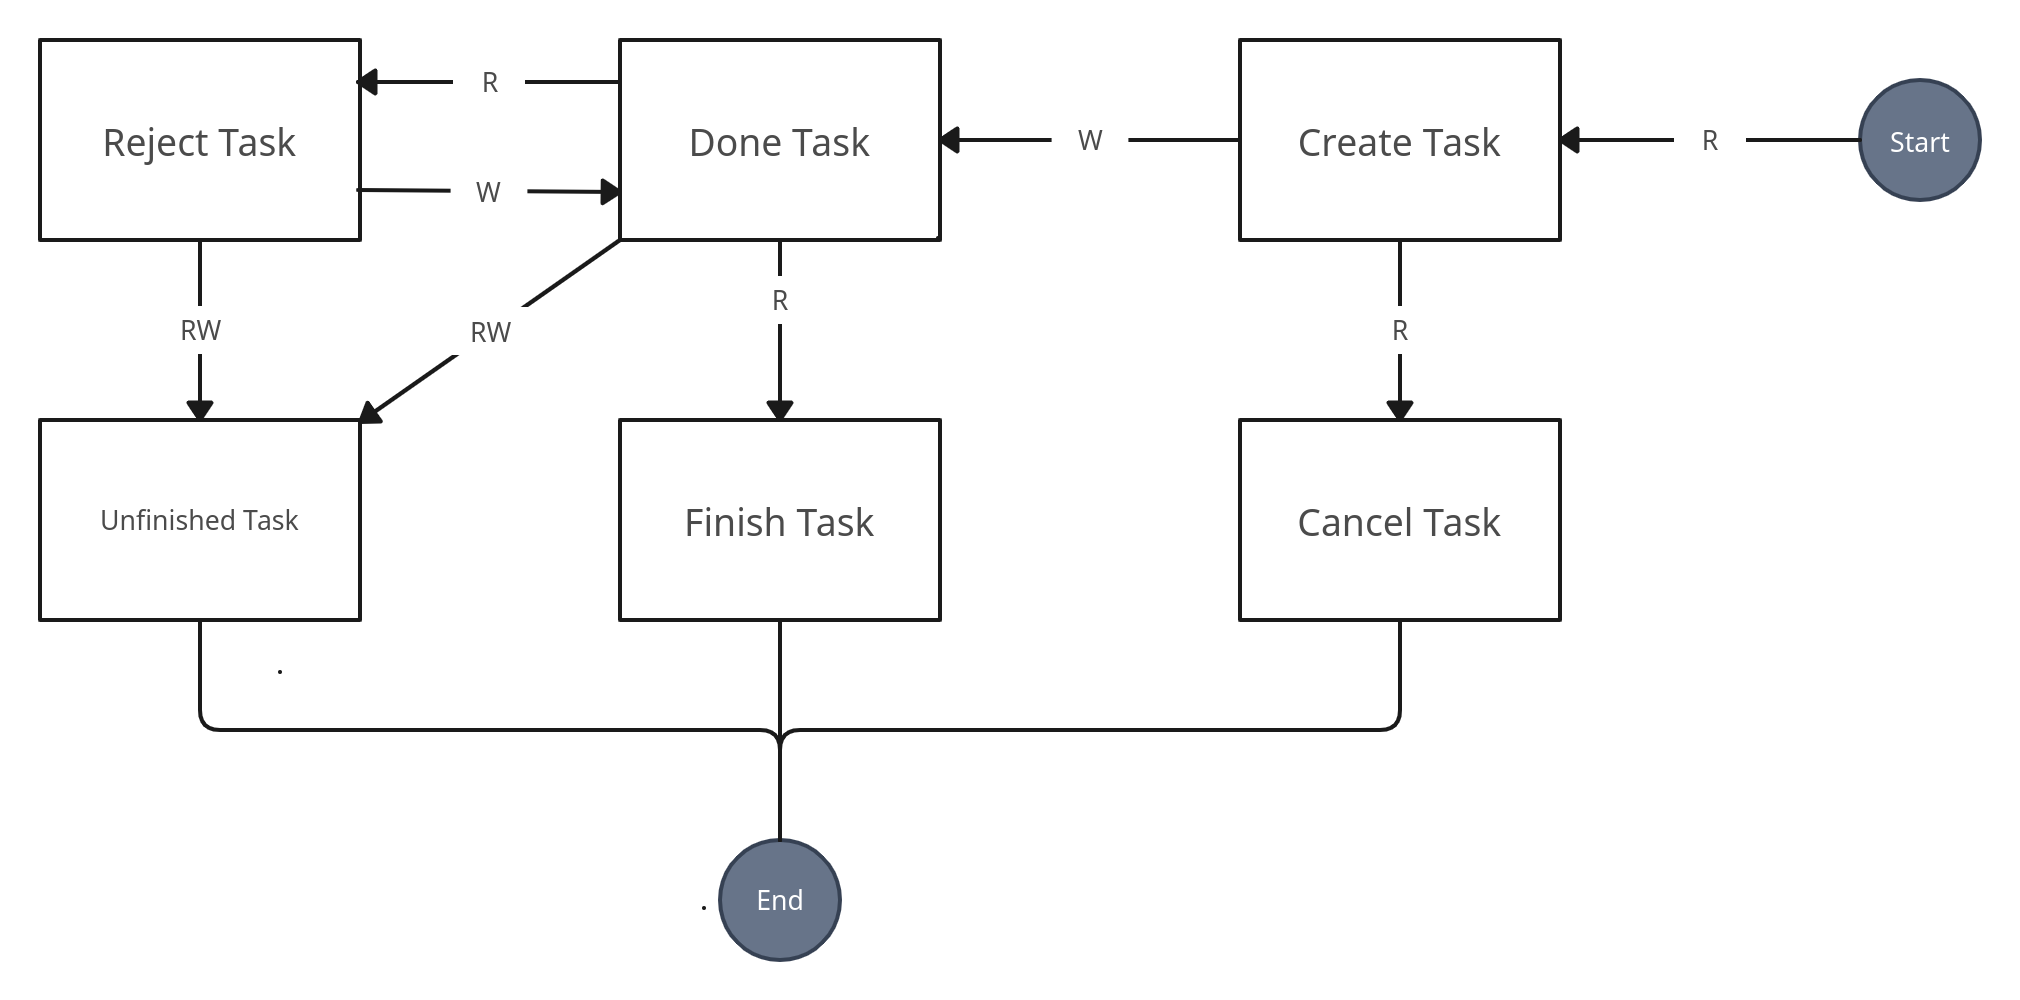 R
Reject Task
Done Task
W
Create Task
R
Start
W
RW
RW
R
R
Unfinished Task
Finish Task
Cancel Task
End